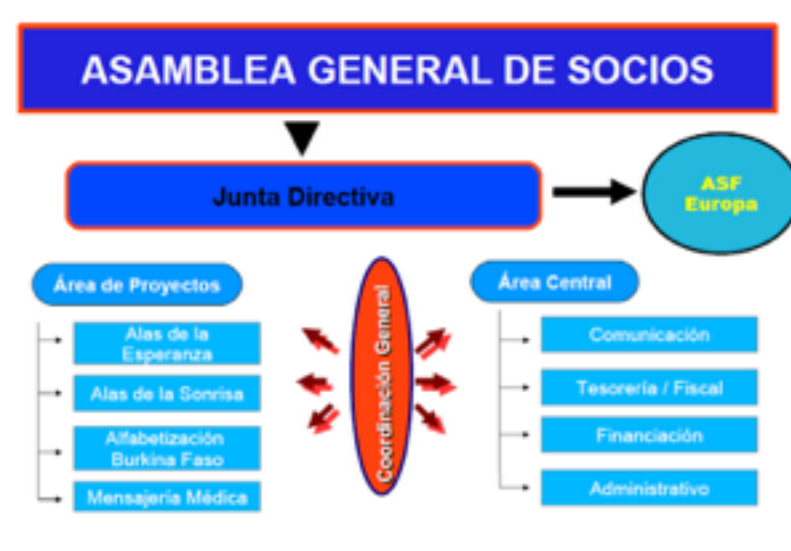 ASAMBLEA GENERAL DE SOCIOS
Junta Directiva
ASF
Europa
Área de Proyectos
Alas de la
Esperanza
Alas de la Sonrisa
Alfabetización
Burkina Faso
Mensajería Médica
Coordinación General
Área Central
Comunicación
Tesorería / Fiscal
Financiación
Administrativo